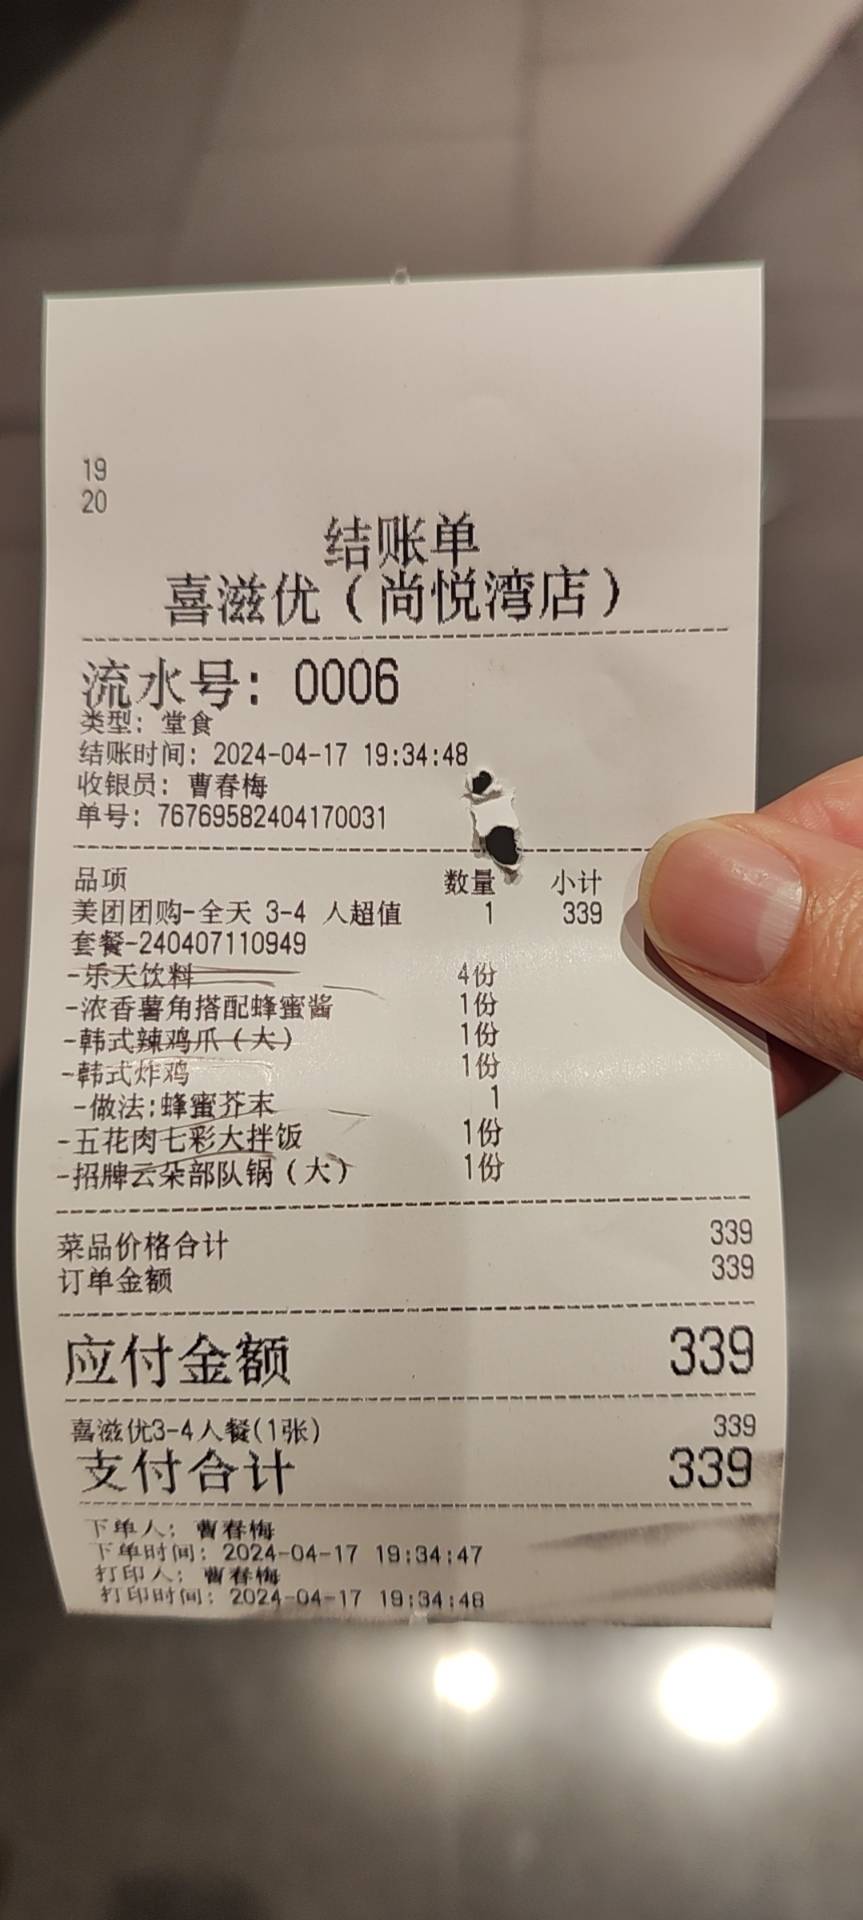 19
20
结账单
喜滋优（尚悦湾店）
流水号: 0006
类型: 堂食
结账时间: 2024-04-17 19:34:48
收银员: 曹春梅
单号: 76769582404170031
品项 数量 小计
美团团购-全天 3-4 人超值 1 339
套餐-240407110949
-乐天饮料 4份
-浓香薯角搭配蜂蜜酱 1份
-韩式辣鸡爪（大） 1份
-韩式炸鸡 1份
-做法:蜂蜜芥末 1
-五花肉七彩大拌饭 1份
-招牌云朵部队锅（大） 1份
菜品价格合计 339
订单金额 339
应付金额 339
喜滋优3-4人餐(1张) 339
支付合计 339
下单人: 曹春梅
下单时间: 2024-04-17 19:34:47
打印人: 曹春梅
打印时间: 2024-04-17 19:34:48